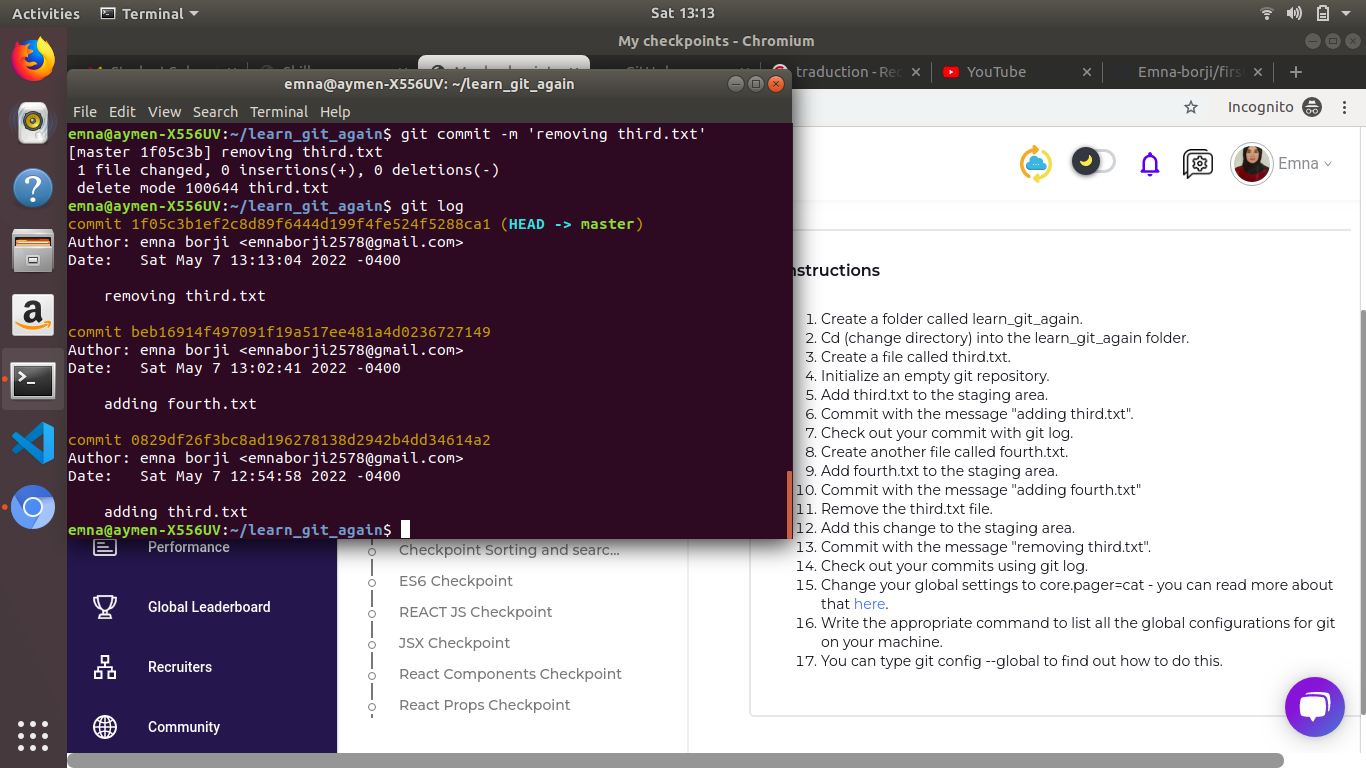 Activities Terminal Sat 13:13
My checkpoints - Chromium
traduction - Rec YouTube Emna-borji/firs
emna@aymen-X556UV: ~/learn_git_again
File Edit View Search Terminal Help
Incognito
emna@aymen-X556UV:~/learn_git_again$ git commit -m 'removing third.txt'
[master 1f05c3b] removing third.txt
1 file changed, 0 insertions(+), 0 deletions(-)
delete mode 100644 third.txt
emna@aymen-X556UV:~/learn_git_again$ git log
commit 1f05c3b1ef2c8d89f6444d199f4fe524f5288ca1 (HEAD -> master)
Author: emna borji <emnaborji2578@gmail.com>
Date:   Sat May 7 13:13:04 2022 -0400
removing third.txt
commit beb16914f497091f19a517ee481a4d0236727149
Author: emna borji <emnaborji2578@gmail.com>
Date:   Sat May 7 13:02:41 2022 -0400
adding fourth.txt
commit 0829df26f3bc8ad196278138d2942b4dd34614a2
Author: emna borji <emnaborji2578@gmail.com>
Date:   Sat May 7 12:54:58 2022 -0400
adding third.txt
emna@aymen-X556UV:~/learn_git_again$
Emna
nstructions
1. Create a folder called learn_git_again.
2. Cd (change directory) into the learn_git_again folder.
3. Create a file called third.txt.
4. Initialize an empty git repository.
5. Add third.txt to the staging area.
6. Commit with the message "adding third.txt".
7. Check out your commit with git log.
8. Create another file called fourth.txt.
9. Add fourth.txt to the staging area.
10. Commit with the message "adding fourth.txt"
11. Remove the third.txt file.
12. Add this change to the staging area.
13. Commit with the message "removing third.txt".
14. Check out your commits using git log.
15. Change your global settings to core.pager=cat - you can read more about
that here.
16. Write the appropriate command to list all the global configurations for git
on your machine.
17. You can type git config --global to find out how to do this.
Performance
Global Leaderboard
Recruiters
Community
Checkpoint Sorting and searc...
ES6 Checkpoint
REACT JS Checkpoint
JSX Checkpoint
React Components Checkpoint
React Props Checkpoint